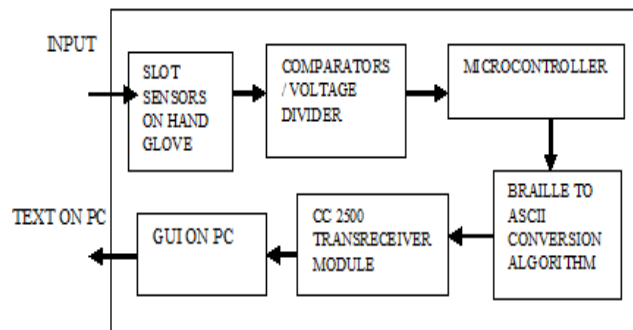 INPUT
SLOT
SENSORS
ON HAND
GLOVE
COMPARATORS
/ VOLTAGE
DIVIDER
MICROCONTROLLER
BRAILLE TO
ASCII
CONVERSION
ALGORITHM
CC 2500
TRANSRECEIVER
MODULE
GUI ON PC
TEXT ON PC